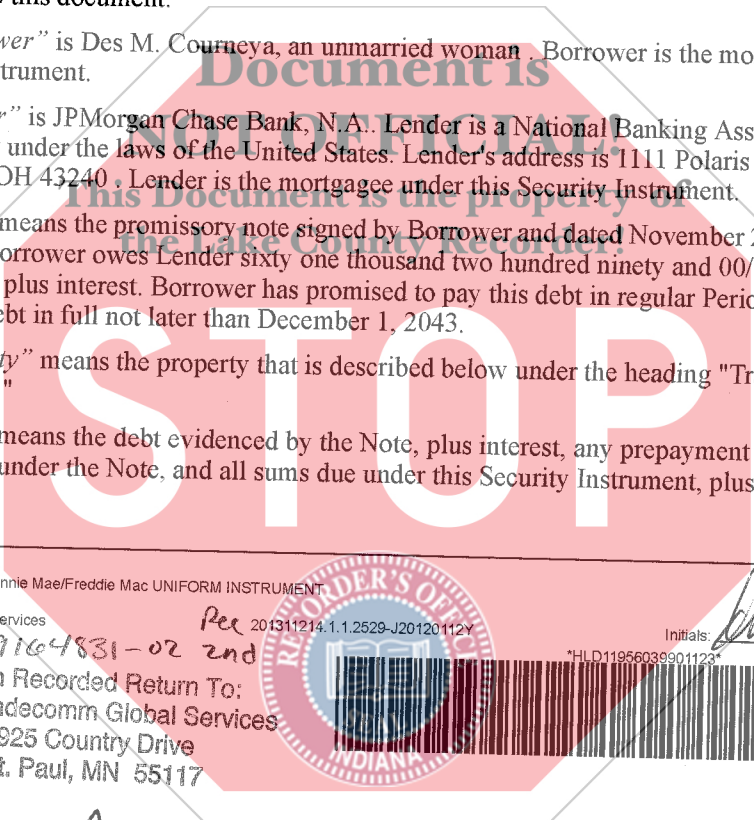 this document.
wer” is Des M. Courneya, an unmarried woman . Borrower is the mo
trument.
Document is
NOT OFFICIAL!
r” is JPMorgan Chase Bank, N.A.. Lender is a National Banking Ass
under the laws of the United States. Lender's address is 1111 Polaris
OH 43240 . Lender is the mortgagee under this Security Instrument.
This Document is the property of
the Lake County Recorder!
means the promissory note signed by Borrower and dated November 2
orrower owes Lender sixty one thousand two hundred ninety and 00/
plus interest. Borrower has promised to pay this debt in regular Perio
bt in full not later than December 1, 2043.
ty” means the property that is described below under the heading "Tr
"
STOP
means the debt evidenced by the Note, plus interest, any prepayment
under the Note, and all sums due under this Security Instrument, plus
nnie Mae/Freddie Mac UNIFORM INSTRUMENT
ervices
201311214.1.1.2529-J20120112Y
Initials:
9164831-02 2nd
*HLD11956039901123*
n Recorded Return To:
ndecomm Global Services
925 Country Drive
t. Paul, MN 55117
RECORDER'S OFFICE
SEAL
INDIANA